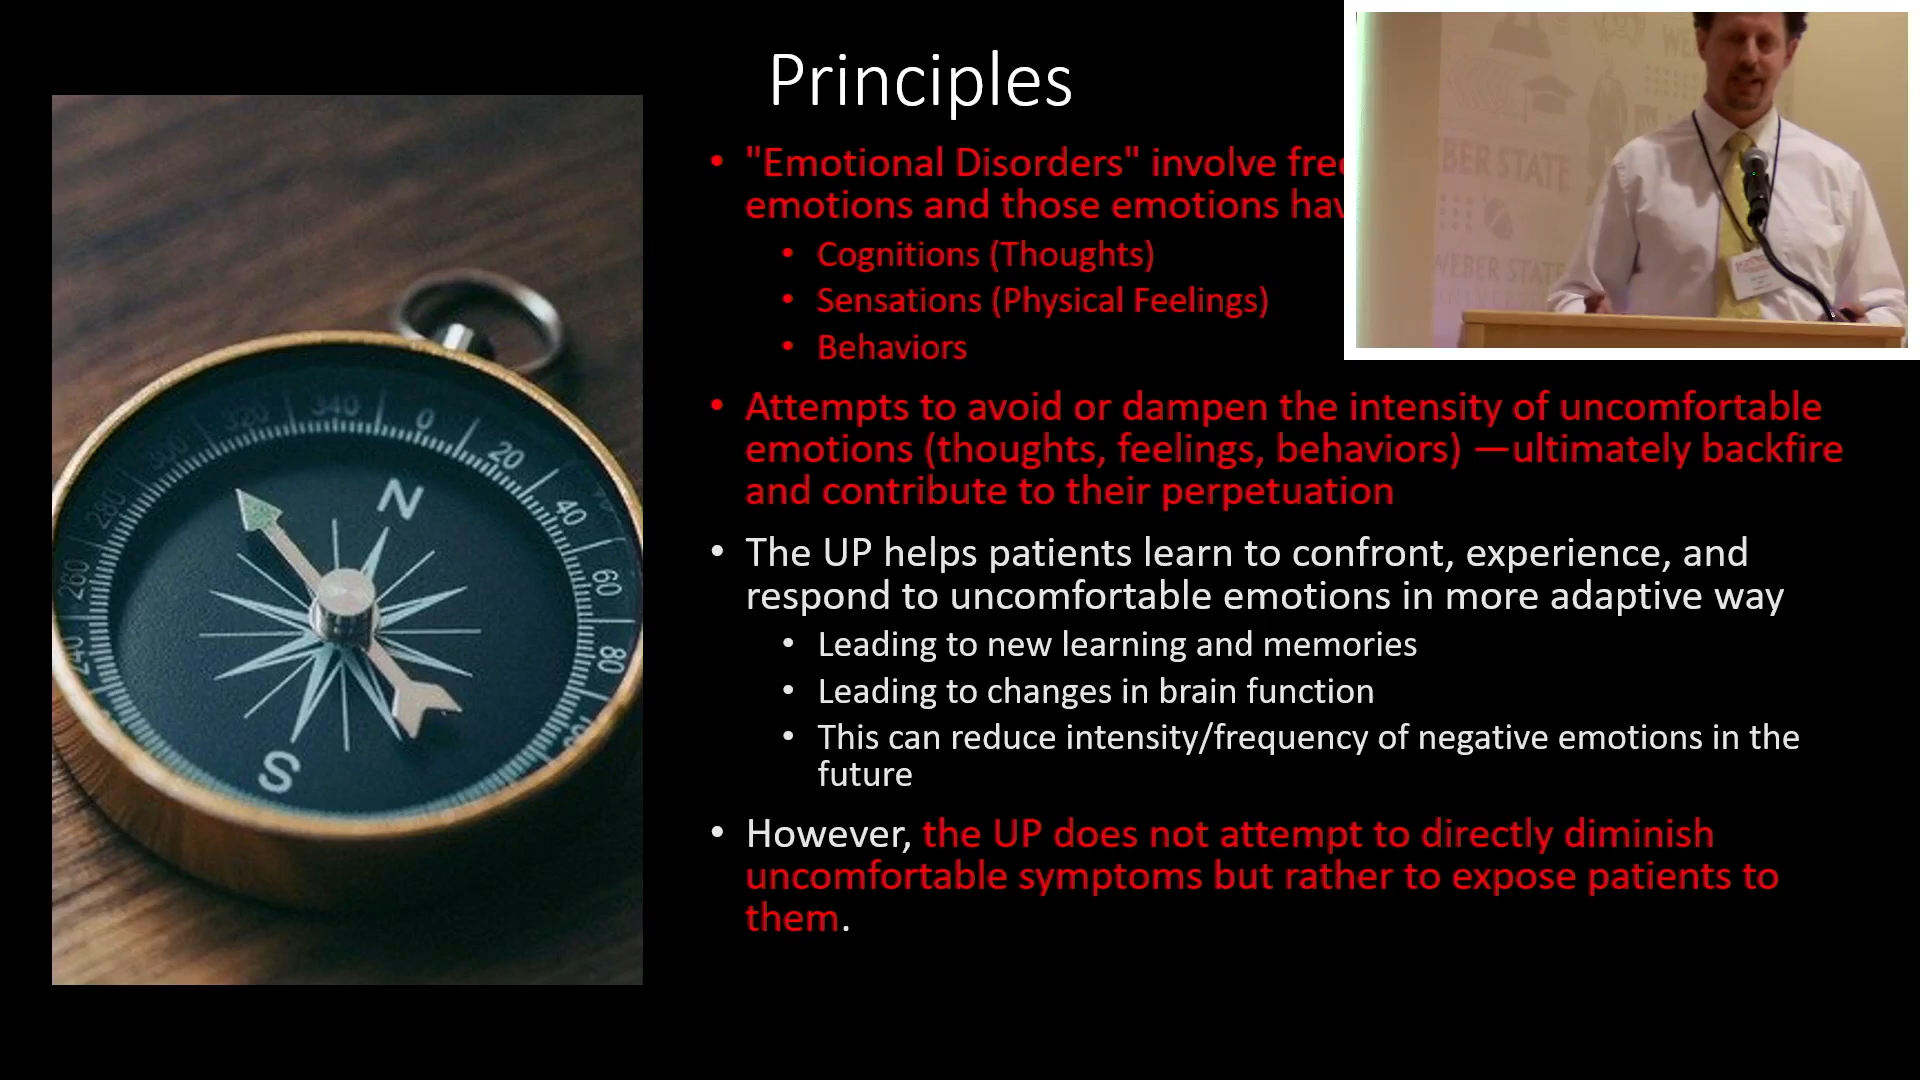 Principles
• "Emotional Disorders" involve
emotions and those emotions
• Cognitions (Thoughts)
• Sensations (Physical Feelings)
• Behaviors
• Attempts to avoid or dampen the intensity of uncomfortable
emotions (thoughts, feelings, behaviors) —ultimately backfire
and contribute to their perpetuation
• The UP helps patients learn to confront, experience, and
respond to uncomfortable emotions in more adaptive way
• Leading to new learning and memories
• Leading to changes in brain function
• This can reduce intensity/frequency of negative emotions in the
future
• However, the UP does not attempt to directly diminish
uncomfortable symptoms but rather to expose patients to
them.
BER STATE
WEBER STATE
320
340
0
20
40
60
80
280
260
240
N
S